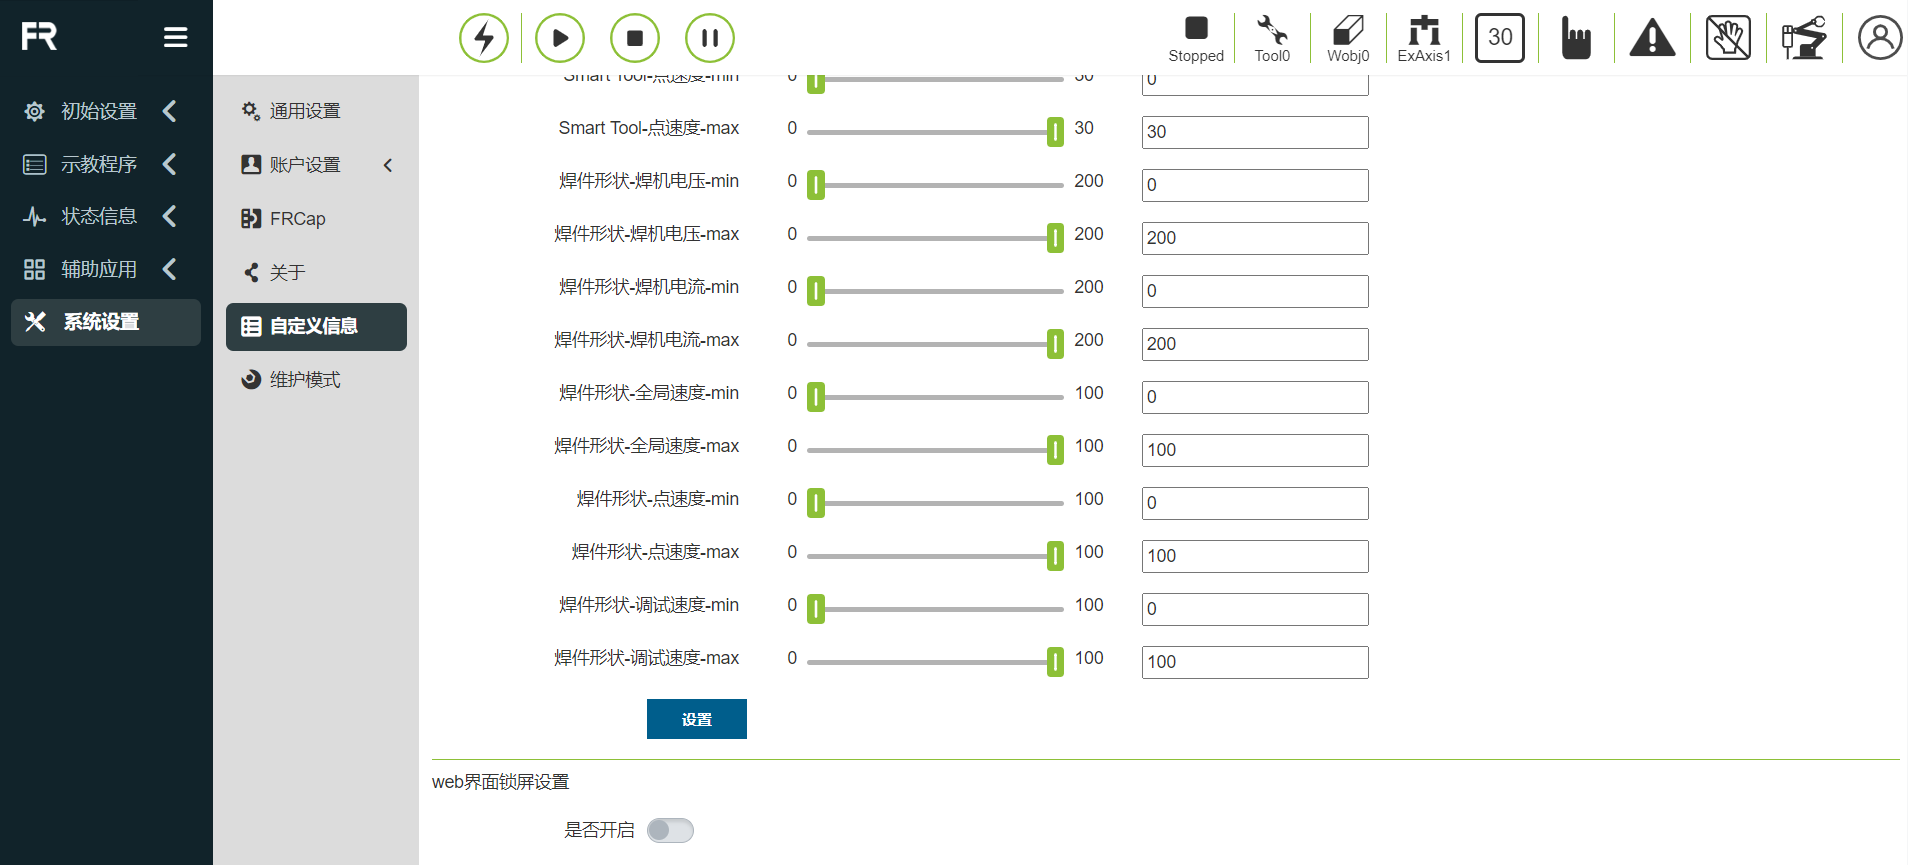 FR
Stopped
Tool0
Wobj0
ExAxis1
30
初始设置
示教程序
状态信息
辅助应用
系统设置
通用设置
账户设置
FRCap
关于
自定义信息
维护模式
Smart Tool-点速度-min 0 30 0
Smart Tool-点速度-max 0 30 30
焊件形状-焊机电压-min 0 200 0
焊件形状-焊机电压-max 0 200 200
焊件形状-焊机电流-min 0 200 0
焊件形状-焊机电流-max 0 200 200
焊件形状-全局速度-min 0 100 0
焊件形状-全局速度-max 0 100 100
焊件形状-点速度-min 0 100 0
焊件形状-点速度-max 0 100 100
焊件形状-调试速度-min 0 100 0
焊件形状-调试速度-max 0 100 100
设置
web界面锁屏设置
是否开启